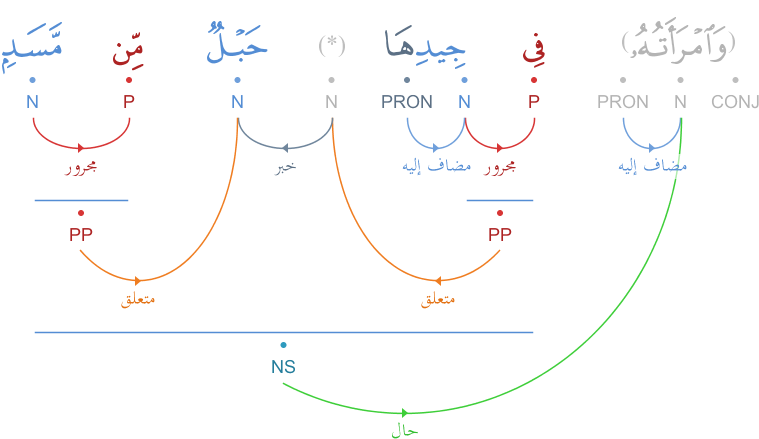 (وَٱمْرَأَتُهُۥ) فِى جِيدِهَا (*) حَبْلٌ مِّن مَّسَدٍۭ
CONJ N PRON P N PRON N N P N
مضاف إليه مجرور مضاف إليه خبر مجرور
PP PP
متعلق متعلق
NS
حال